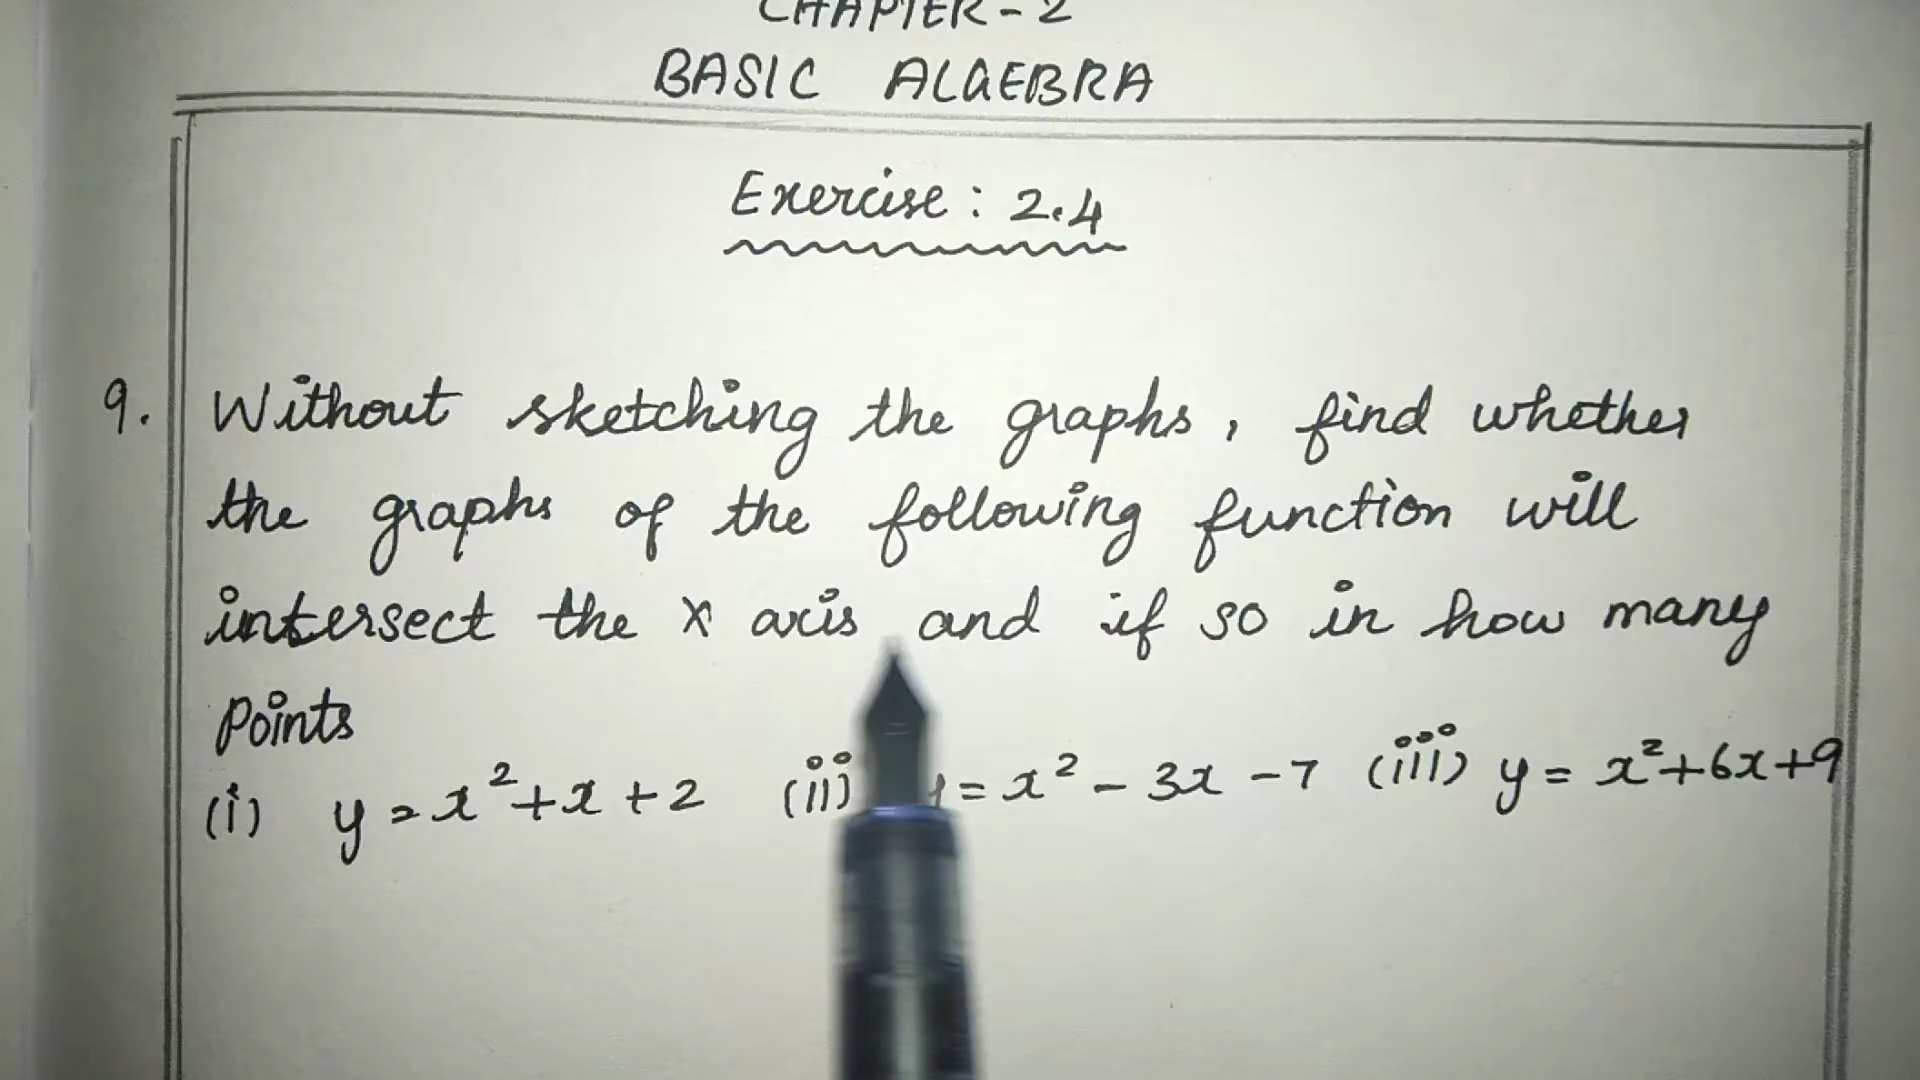 CHAPTER - 2
BASIC ALGEBRA
Exercise : 2.4
9. Without sketching the graphs, find whether
the graphs of the following function will
intersect the x axis and if so in how many
Points
(i) y = x²+x+2 (ii) = x² - 3x - 7 (iii) y = x²+6x+9